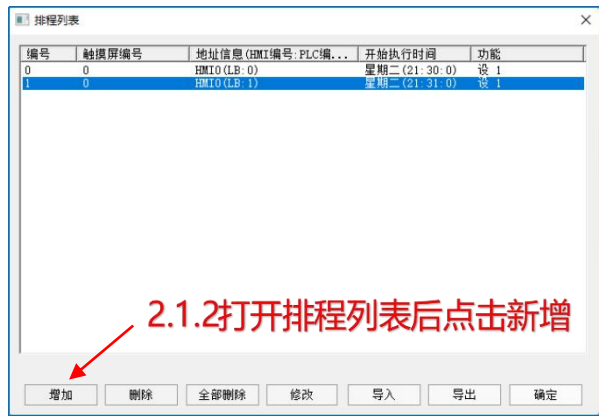 排程列表
编号 触摸屏编号 地址信息(HMI编号:PLC编... 开始执行时间 功能
0 0 HMI0(LB:0) 星期二(21:30:0) 设 1
1 0 HMI0(LB:1) 星期二(21:31:0) 设 1
2.1.2打开排程列表后点击新增
增加 删除 全部删除 修改 导入 导出 确定